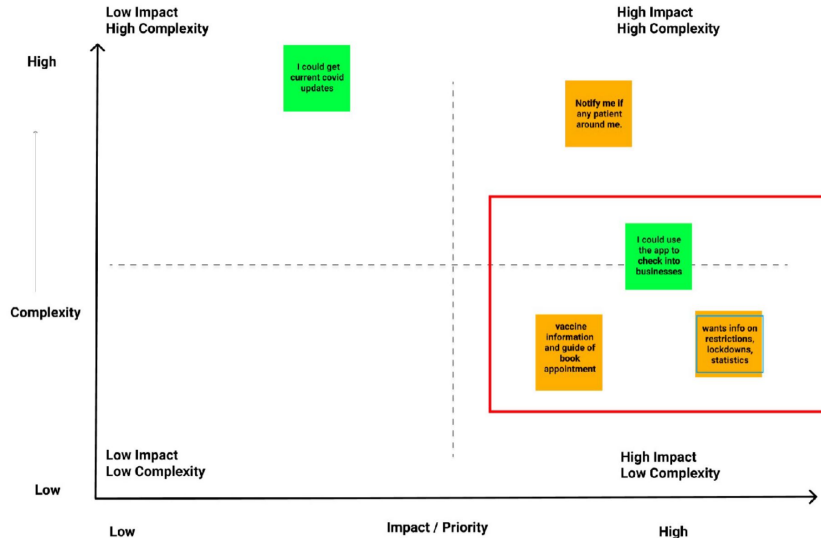 Low Impact
High Complexity
High Impact
High Complexity
High
I could get
current covid
updates
Notify me if
any patient
around me.
I could use
the app to
check into
businesses
Complexity
vaccine
information
and guide of
book
appointment
wants info on
restrictions,
lockdowns,
statistics
Low Impact
Low Complexity
High Impact
Low Complexity
Low
Low
Impact / Priority
High